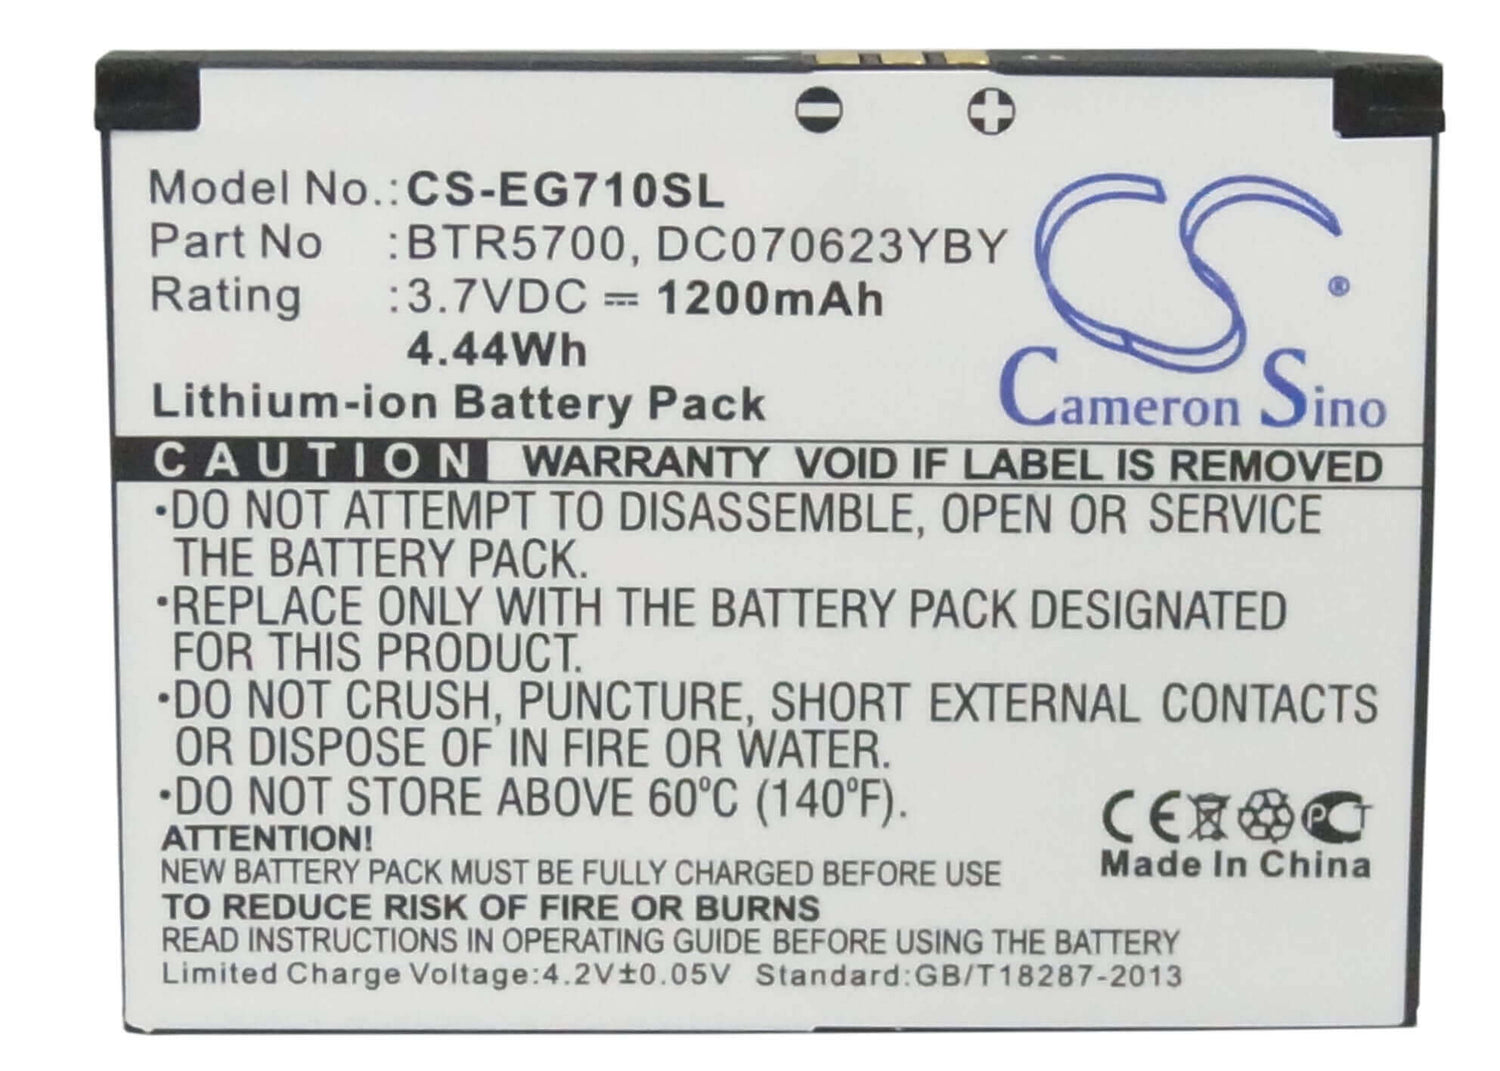 Model No.:CS-EG710SL
Part No :BTR5700, DC070623YBY
Rating :3.7VDC ⎓ 1200mAh
4.44Wh
Lithium-ion Battery Pack
CS ®
Cameron Sino
CAUTION WARRANTY VOID IF LABEL IS REMOVED
·DO NOT ATTEMPT TO DISASSEMBLE, OPEN OR SERVICE
THE BATTERY PACK.
·REPLACE ONLY WITH THE BATTERY PACK DESIGNATED
FOR THIS PRODUCT.
·DO NOT CRUSH, PUNCTURE, SHORT EXTERNAL CONTACTS
OR DISPOSE OF IN FIRE OR WATER.
·DO NOT STORE ABOVE 60ºC (140ºF).
ATTENTION!
NEW BATTERY PACK MUST BE FULLY CHARGED BEFORE USE
TO REDUCE RISK OF FIRE OR BURNS
READ INSTRUCTIONS IN OPERATING GUIDE BEFORE USING THE BATTERY
Limited Charge Voltage:4.2V±0.05V Standard:GB/T18287-2013
CE PCT
Made In China